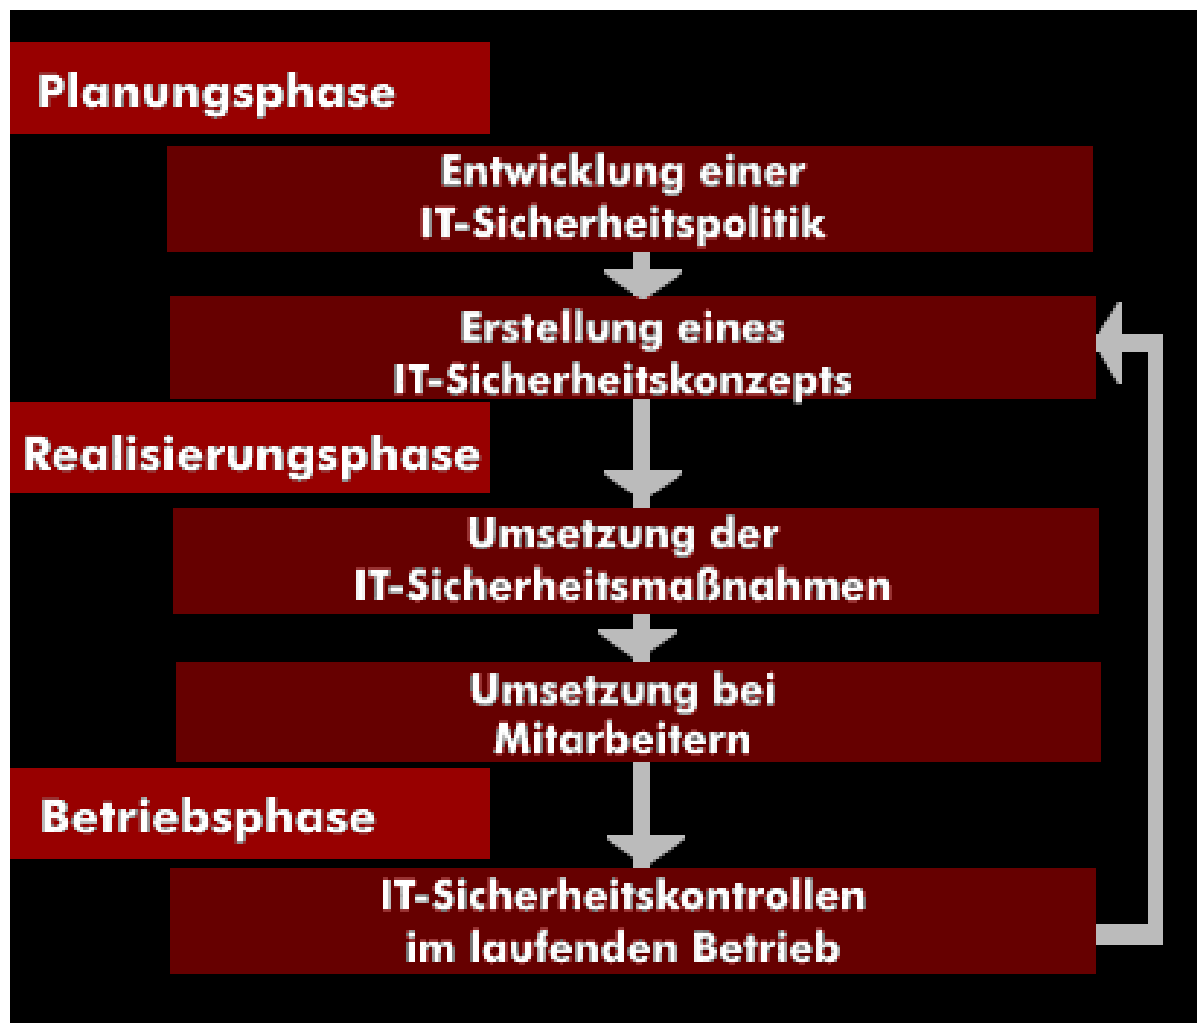 Planungsphase
Entwicklung einer
IT-Sicherheitspolitik
Erstellung eines
IT-Sicherheitskonzepts
Realisierungsphase
Umsetzung der
IT-Sicherheitsmaßnahmen
Umsetzung bei
Mitarbeitern
Betriebsphase
IT-Sicherheitskontrollen
im laufenden Betrieb